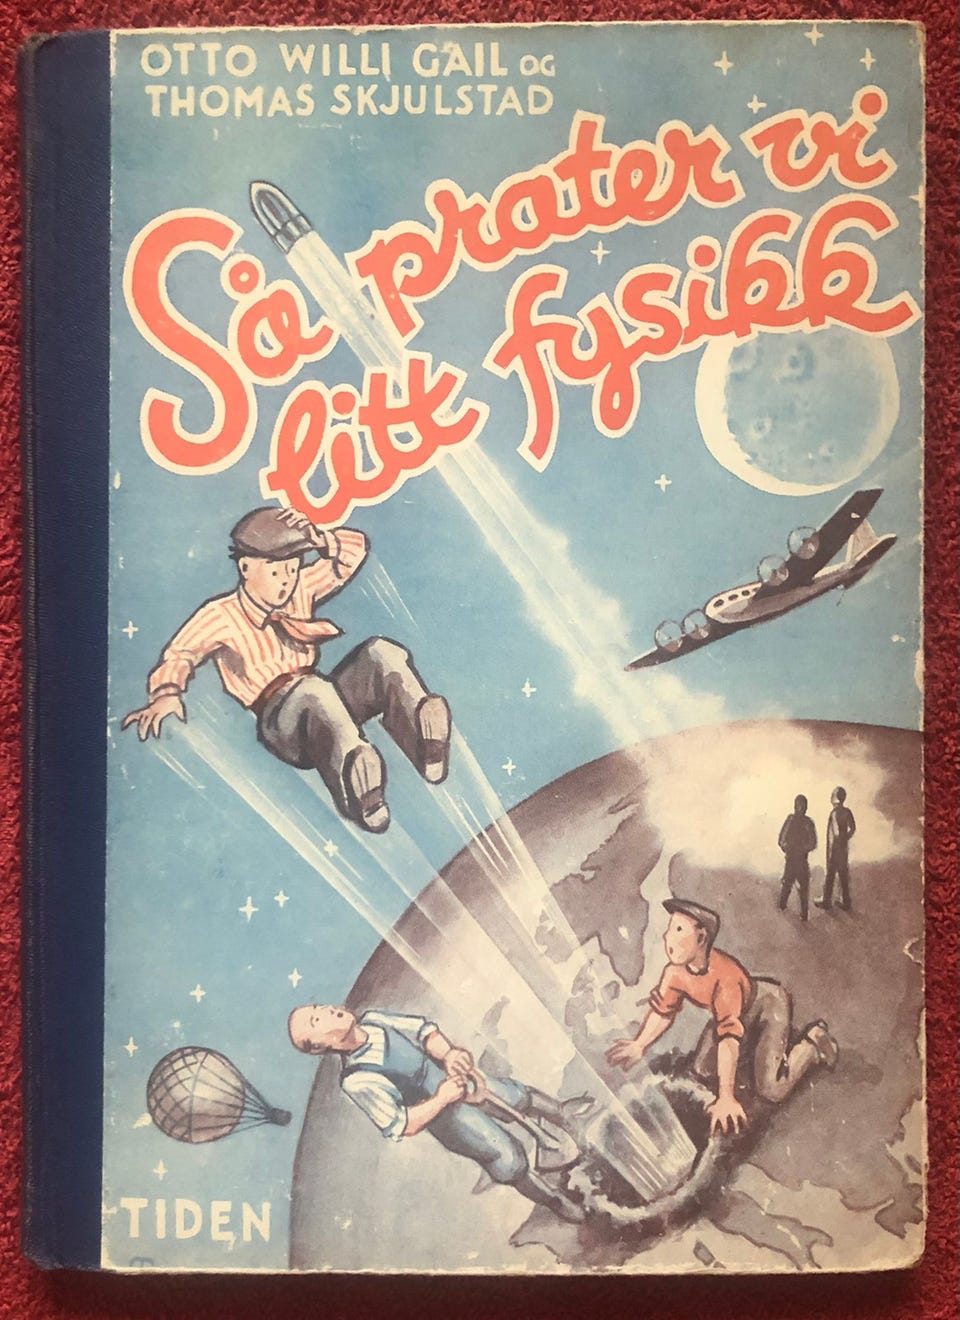 OTTO WILLI GAIL OG
THOMAS SKJULSTAD
Så prater vi
litt fysikk
TIDEN